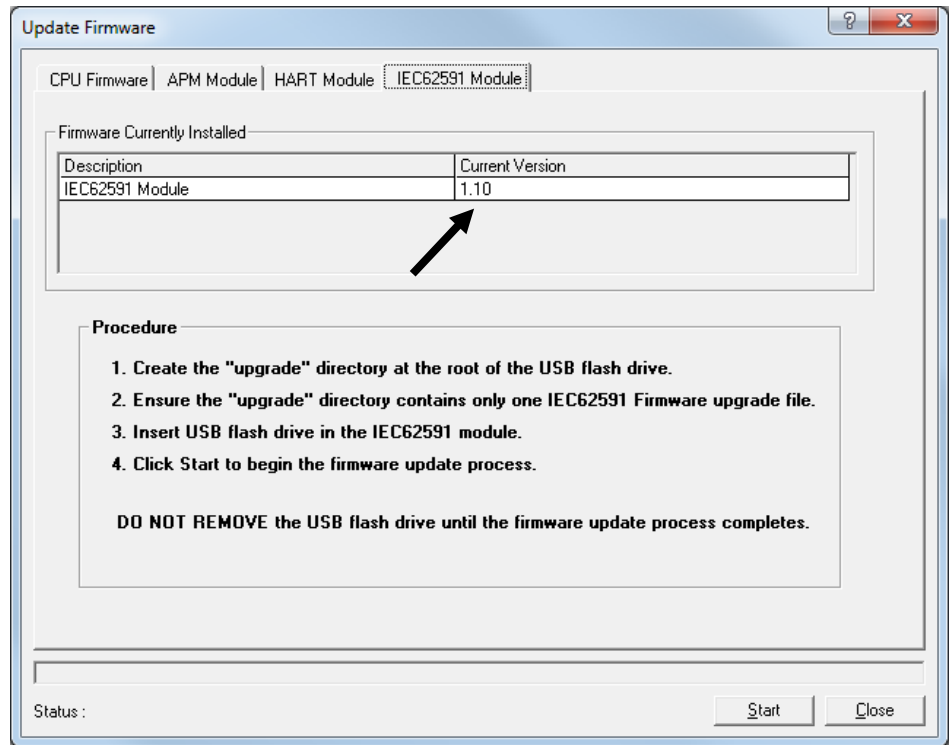 Update Firmware
CPU Firmware APM Module HART Module IEC62591 Module
Firmware Currently Installed
Description Current Version
IEC62591 Module 1.10
Procedure
1. Create the "upgrade" directory at the root of the USB flash drive.
2. Ensure the "upgrade" directory contains only one IEC62591 Firmware upgrade file.
3. Insert USB flash drive in the IEC62591 module.
4. Click Start to begin the firmware update process.
DO NOT REMOVE the USB flash drive until the firmware update process completes.
Status :
Start Close